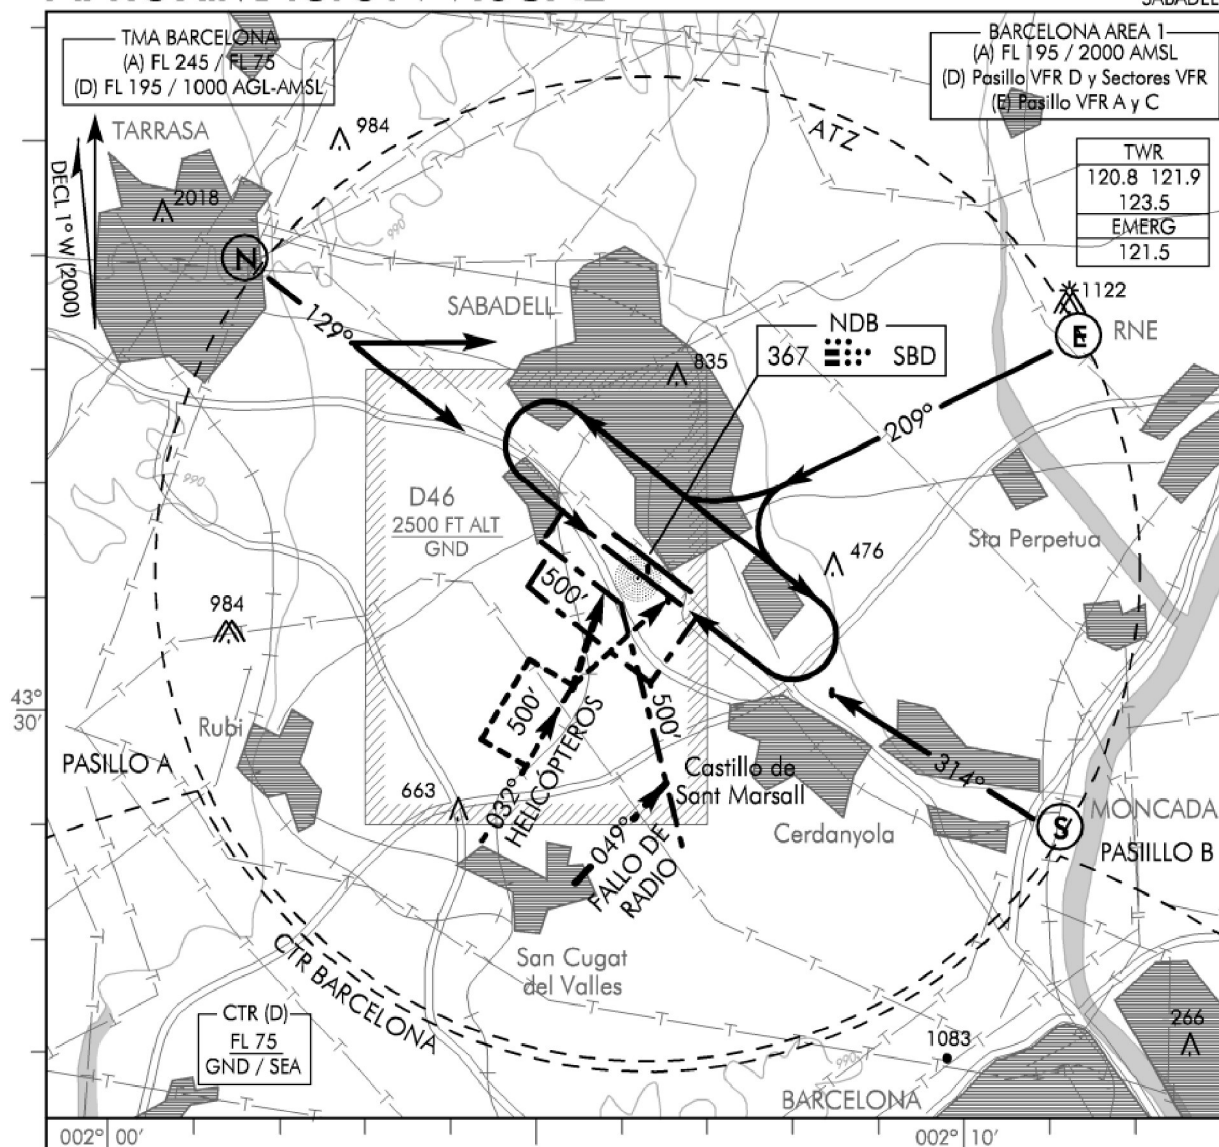 SABADELL
TMA BARCELONA
(A) FL 245 / FL 75
(D) FL 195 / 1000 AGL-AMSL
BARCELONA AREA 1
(A) FL 195 / 2000 AMSL
(D) Pasillo VFR D y Sectores VFR
(E) Pasillo VFR A y C
TARRASA
984
ATZ
TWR
120.8 121.9
123.5
EMERG
121.5
DECL 1° W (2000)
2018
990
N
1122
SABADELL
129°
NDB
367 SBD
E
RNE
835
209°
990
D46
2500 FT ALT
GND
476
Sta Perpetua
500'
984
43°
30'
Rubi
500'
500'
HELICÓPTEROS
032°
PASILLO A
663
Castillo de
Sant Marsall
314°
MONCADA
Cerdanyola
S
PASIILLO B
049°
FALLO DE
RADIO
San Cugat
del Valles
CTR BARCELONA
CTR (D)
FL 75
GND / SEA
266
1083
990
BARCELONA
002° 00'
002° 10'